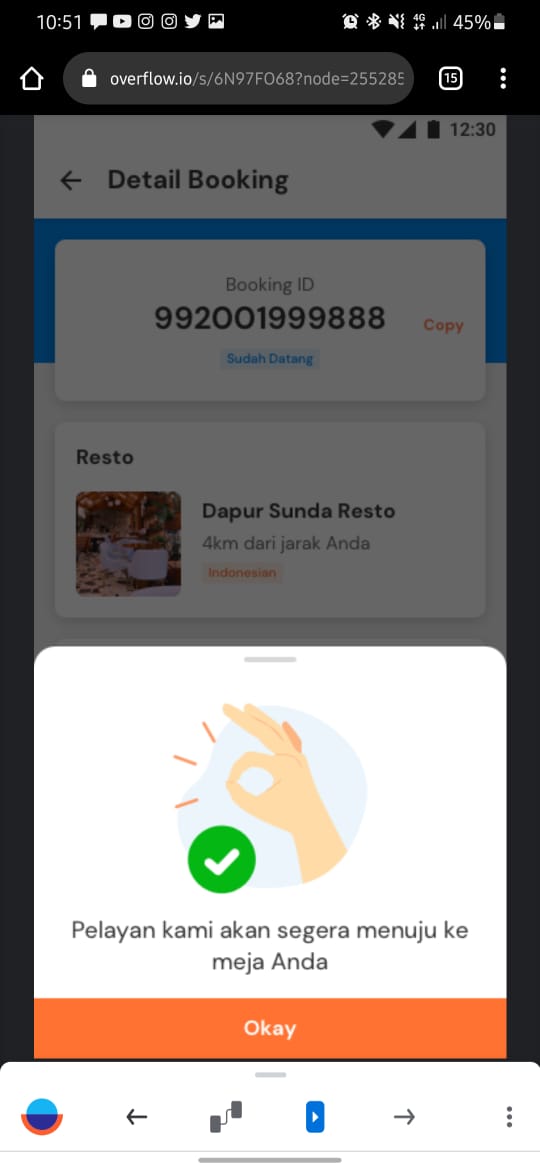 10:51
4G
45%
overflow.io/s/6N97FO68?node=255285
15
12:30
Detail Booking
Booking ID
992001999888
Copy
Sudah Datang
Resto
Dapur Sunda Resto
4km dari jarak Anda
Indonesian
Pelayan kami akan segera menuju ke
meja Anda
Okay